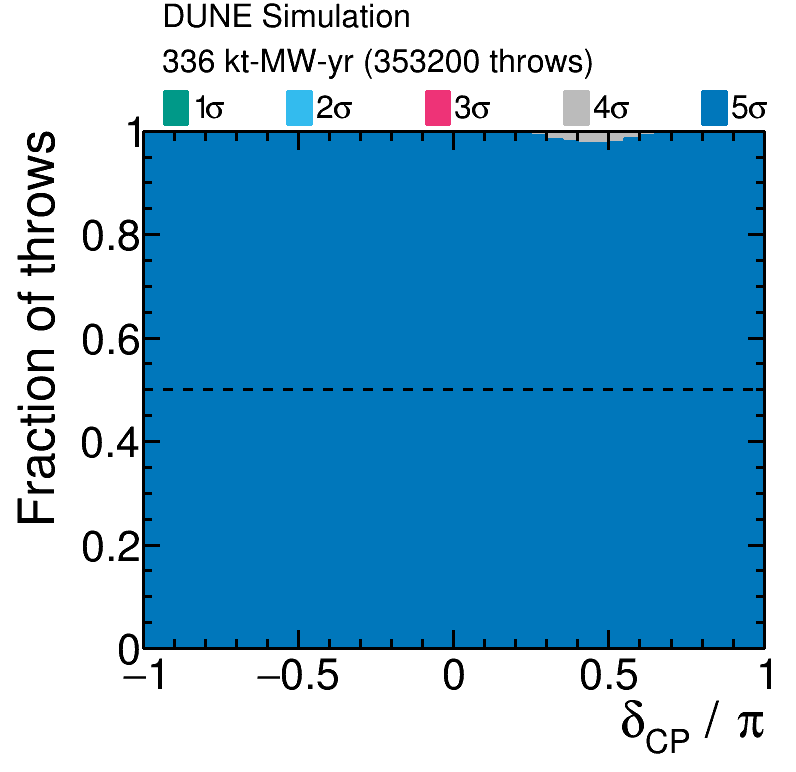 DUNE Simulation
336 kt-MW-yr (353200 throws)
1σ 2σ 3σ 4σ 5σ
1
0.8
0.6
0.4
0.2
0
Fraction of throws
−1 −0.5 0 0.5 1
δCP / π